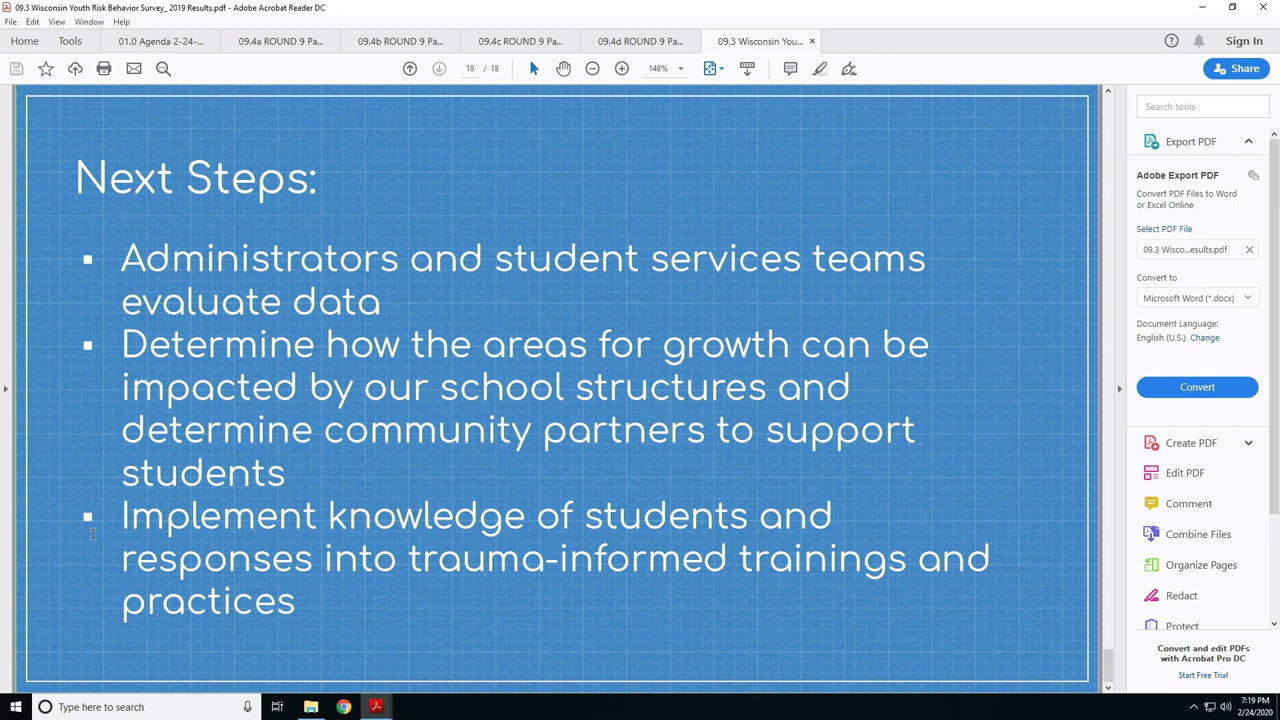 09.3 Wisconsin Youth Risk Behavior Survey_ 2019 Results.pdf - Adobe Acrobat Reader DC
File Edit View Window Help
Home Tools 01.0 Agenda 2-24-... 09.4a ROUND 9 Pa... 09.4b ROUND 9 Pa... 09.4c ROUND 9 Pa... 09.4d ROUND 9 Pa... 09.3 Wisconsin You... Sign In
18 / 18 148% Share
Next Steps:
Administrators and student services teams
evaluate data
Determine how the areas for growth can be
impacted by our school structures and
determine community partners to support
students
Implement knowledge of students and
responses into trauma-informed trainings and
practices
Search tools
Export PDF
Adobe Export PDF
Convert PDF Files to Word
or Excel Online
Select PDF File
09.3 Wisco...esults.pdf
Convert to
Microsoft Word (*.docx)
Document Language:
English (U.S.) Change
Convert
Create PDF
Edit PDF
Comment
Combine Files
Organize Pages
Redact
Protect
Convert and edit PDFs
with Acrobat Pro DC
Start Free Trial
Type here to search
7:19 PM
2/24/2020